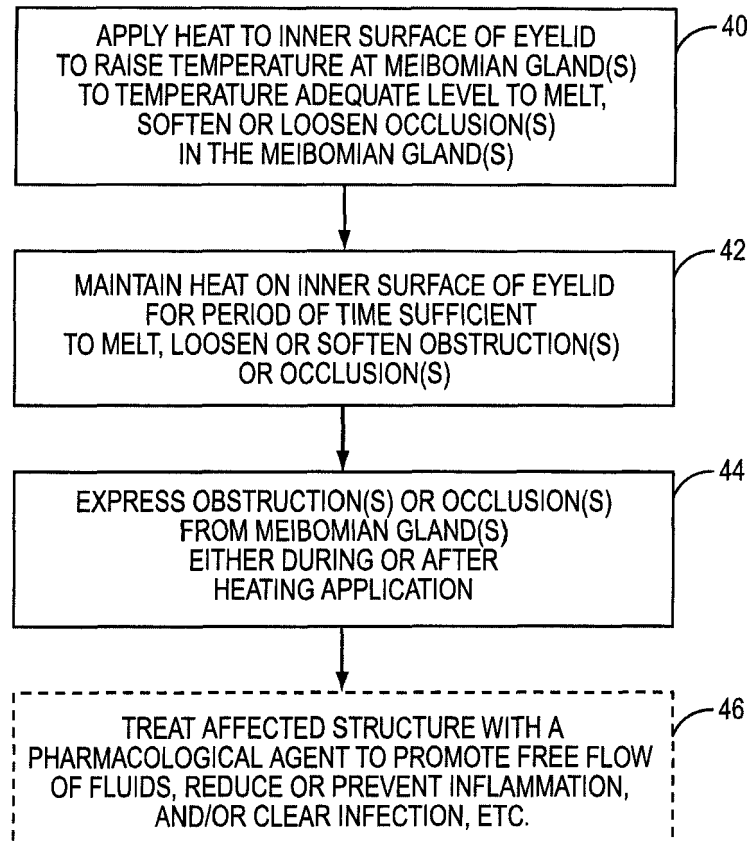 APPLY HEAT TO INNER SURFACE OF EYELID
TO RAISE TEMPERATURE AT MEIBOMIAN GLAND(S)
TO TEMPERATURE ADEQUATE LEVEL TO MELT,
SOFTEN OR LOOSEN OCCLUSION(S)
IN THE MEIBOMIAN GLAND(S)
40
MAINTAIN HEAT ON INNER SURFACE OF EYELID
FOR PERIOD OF TIME SUFFICIENT
TO MELT, LOOSEN OR SOFTEN OBSTRUCTION(S)
OR OCCLUSION(S)
42
EXPRESS OBSTRUCTION(S) OR OCCLUSION(S)
FROM MEIBOMIAN GLAND(S)
EITHER DURING OR AFTER
HEATING APPLICATION
44
TREAT AFFECTED STRUCTURE WITH A
PHARMACOLOGICAL AGENT TO PROMOTE FREE FLOW
OF FLUIDS, REDUCE OR PREVENT INFLAMMATION,
AND/OR CLEAR INFECTION, ETC.
46